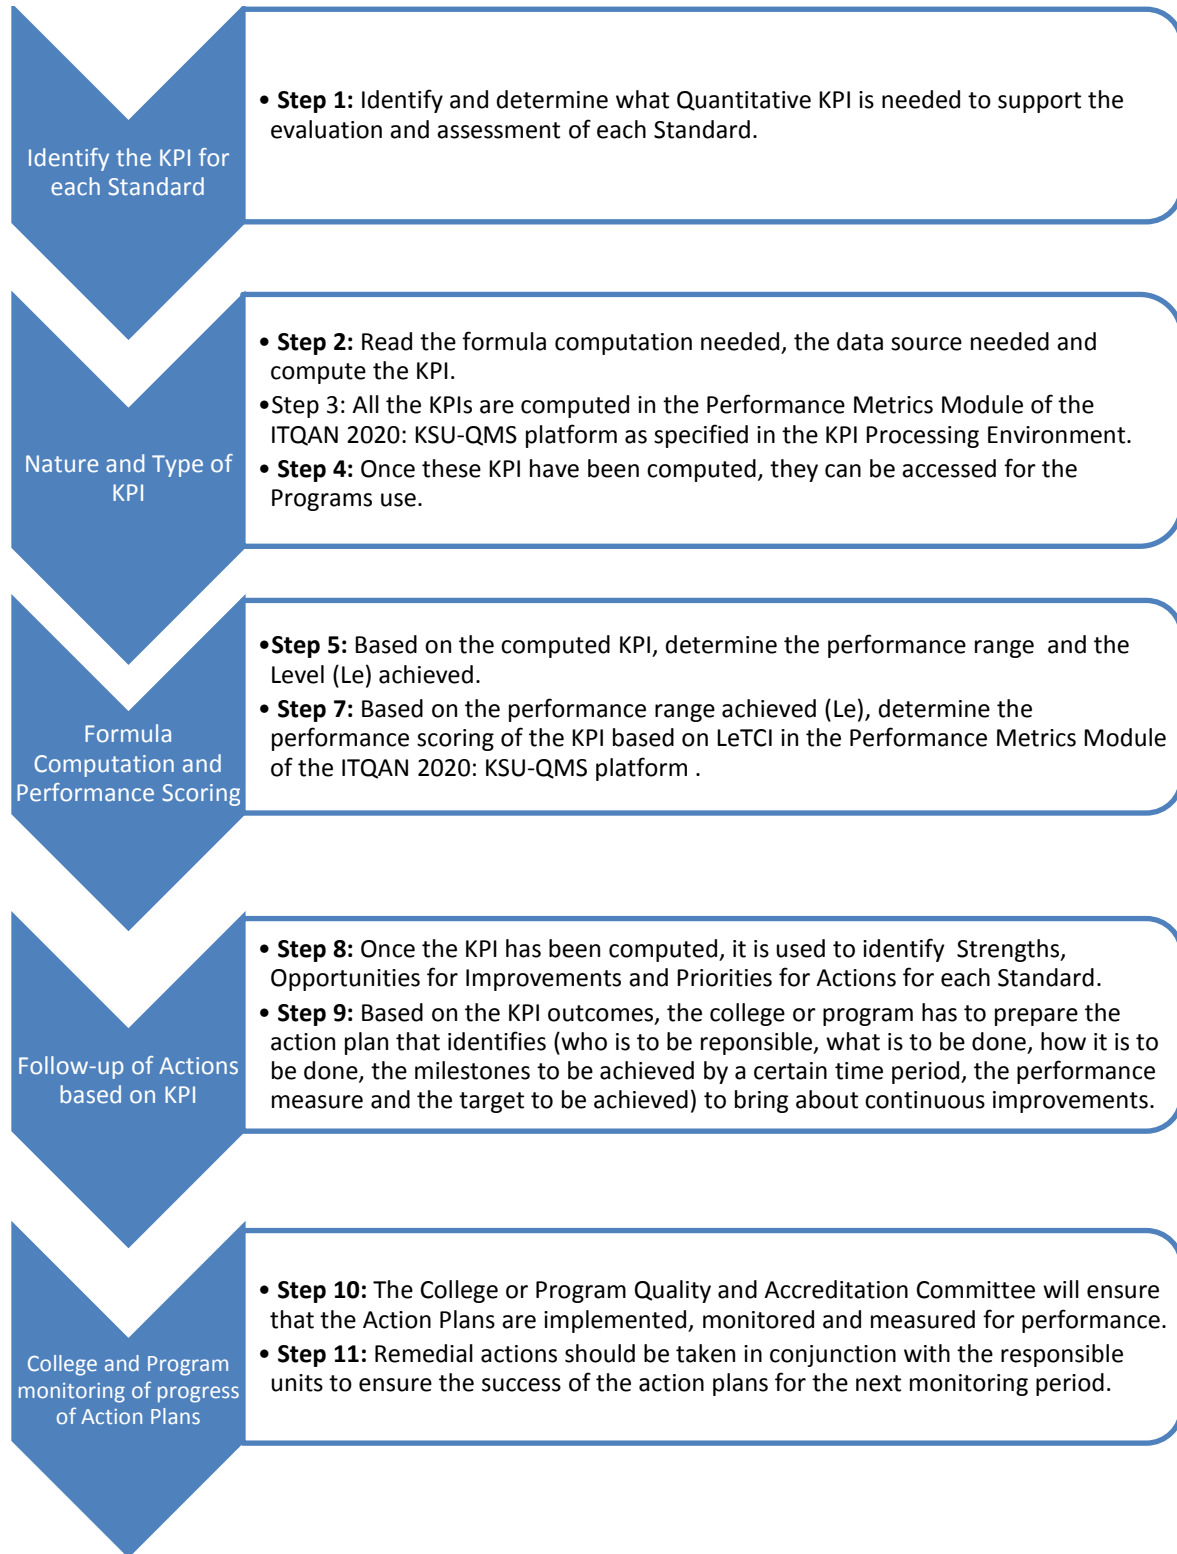 Identify the KPI for
each Standard
• Step 1: Identify and determine what Quantitative KPI is needed to support the
evaluation and assessment of each Standard.
Nature and Type of
KPI
• Step 2: Read the formula computation needed, the data source needed and
compute the KPI.
•Step 3: All the KPIs are computed in the Performance Metrics Module of the
ITQAN 2020: KSU-QMS platform as specified in the KPI Processing Environment.
• Step 4: Once these KPI have been computed, they can be accessed for the
Programs use.
Formula
Computation and
Performance Scoring
•Step 5: Based on the computed KPI, determine the performance range  and the
Level (Le) achieved.
• Step 7: Based on the performance range achieved (Le), determine the
performance scoring of the KPI based on LeTCI in the Performance Metrics Module
of the ITQAN 2020: KSU-QMS platform .
Follow-up of Actions
based on KPI
• Step 8: Once the KPI has been computed, it is used to identify  Strengths,
Opportunities for Improvements and Priorities for Actions for each Standard.
• Step 9: Based on the KPI outcomes, the college or program has to prepare the
action plan that identifies (who is to be reponsible, what is to be done, how it is to
be done, the milestones to be achieved by a certain time period, the performance
measure and the target to be achieved) to bring about continuous improvements.
College and Program
monitoring of progress
of Action Plans
• Step 10: The College or Program Quality and Accreditation Committee will ensure
that the Action Plans are implemented, monitored and measured for performance.
• Step 11: Remedial actions should be taken in conjunction with the responsible
units to ensure the success of the action plans for the next monitoring period.